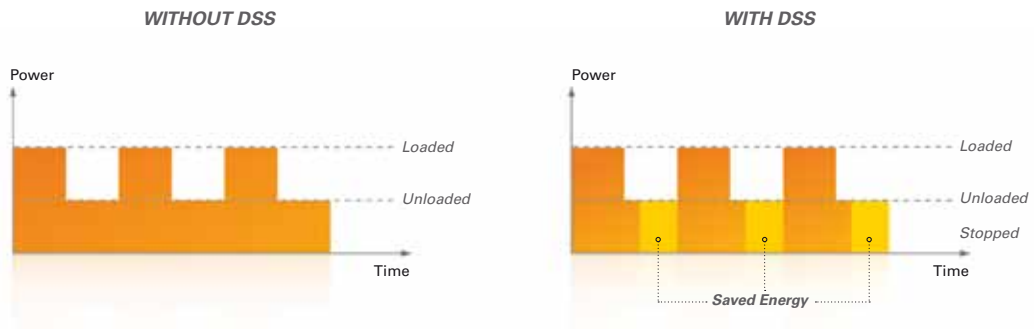 WITHOUT DSS
Power
Loaded
Unloaded
Time
WITH DSS
Power
Loaded
Unloaded
Stopped
Time
Saved Energy